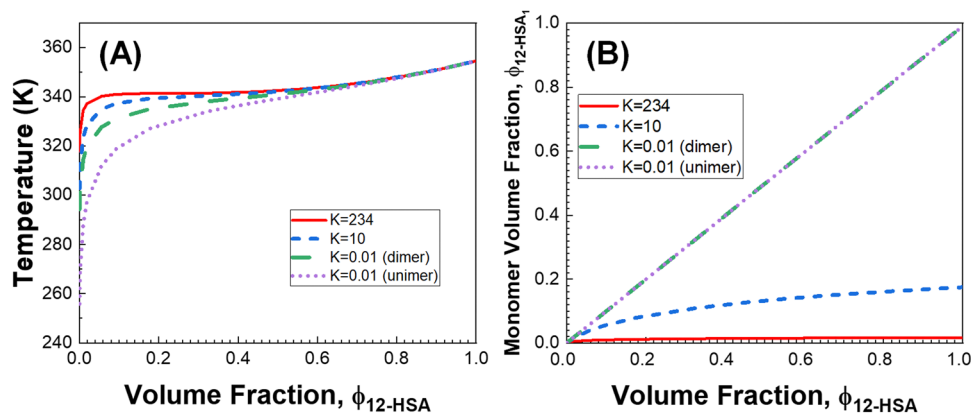 (A)
Temperature (K)
360
340
320
300
280
260
240
K=234
K=10
K=0.01 (dimer)
K=0.01 (unimer)
0.0 0.2 0.4 0.6 0.8 1.0
Volume Fraction, ϕ12-HSA
(B)
Monomer Volume Fraction, ϕ12-HSA1
1.0
0.8
0.6
0.4
0.2
0.0
K=234
K=10
K=0.01 (dimer)
K=0.01 (unimer)
0.0 0.2 0.4 0.6 0.8 1.0
Volume Fraction, ϕ12-HSA